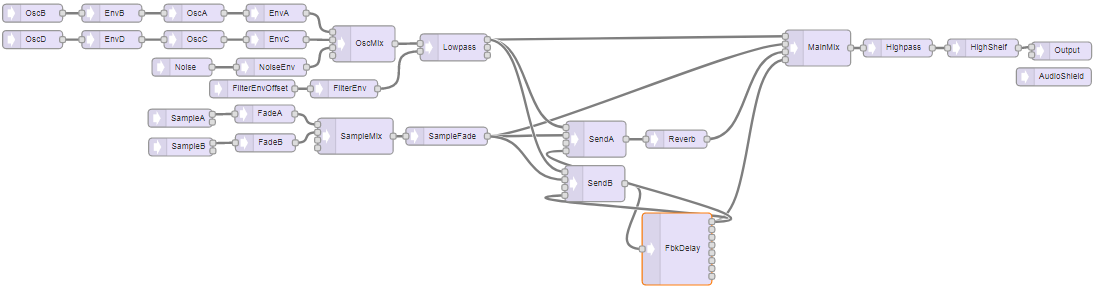 OscB EnvB OscA EnvA
OscD EnvD OscC EnvC
OscMix
Lowpass
MainMix
Highpass
HighShelf
Output
Noise NoiseEnv
AudioShield
FilterEnvOffset FilterEnv
SampleA FadeA
SampleB FadeB
SampleMix
SampleFade
SendA
Reverb
SendB
FbkDelay